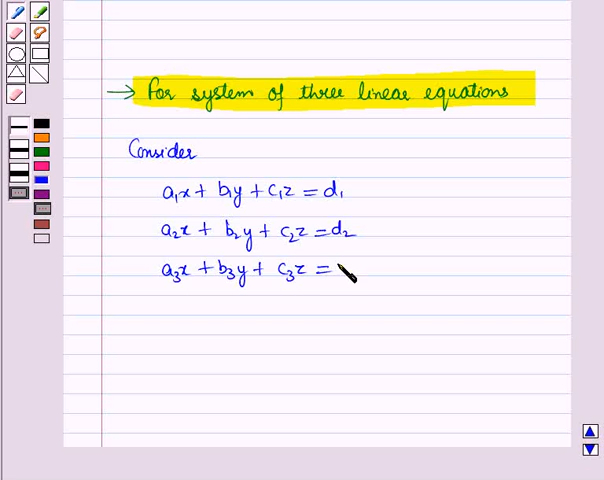 → For system of three linear equations
Consider
a₁x + b₁y + c₁z = d₁
a₂x + b₂y + c₂z = d₂
a₃x + b₃y + c₃z =